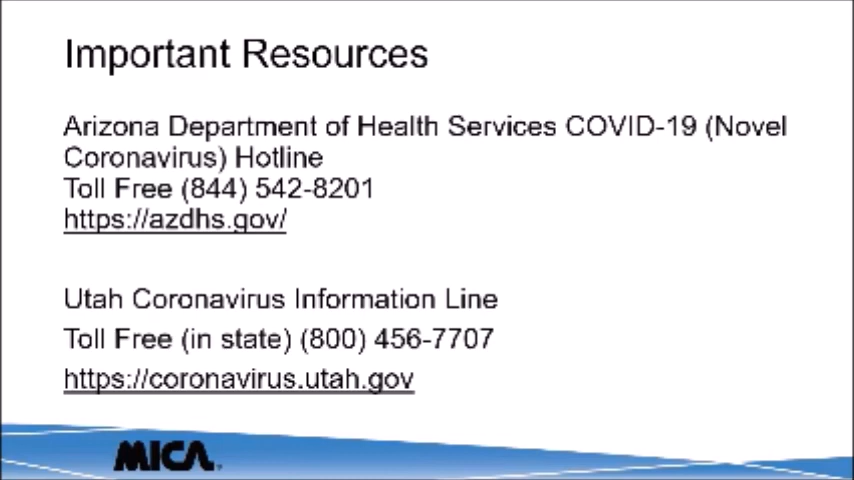 Important Resources
Arizona Department of Health Services COVID-19 (Novel
Coronavirus) Hotline
Toll Free (844) 542-8201
https://azdhs.gov/
Utah Coronavirus Information Line
Toll Free (in state) (800) 456-7707
https://coronavirus.utah.gov
MICA